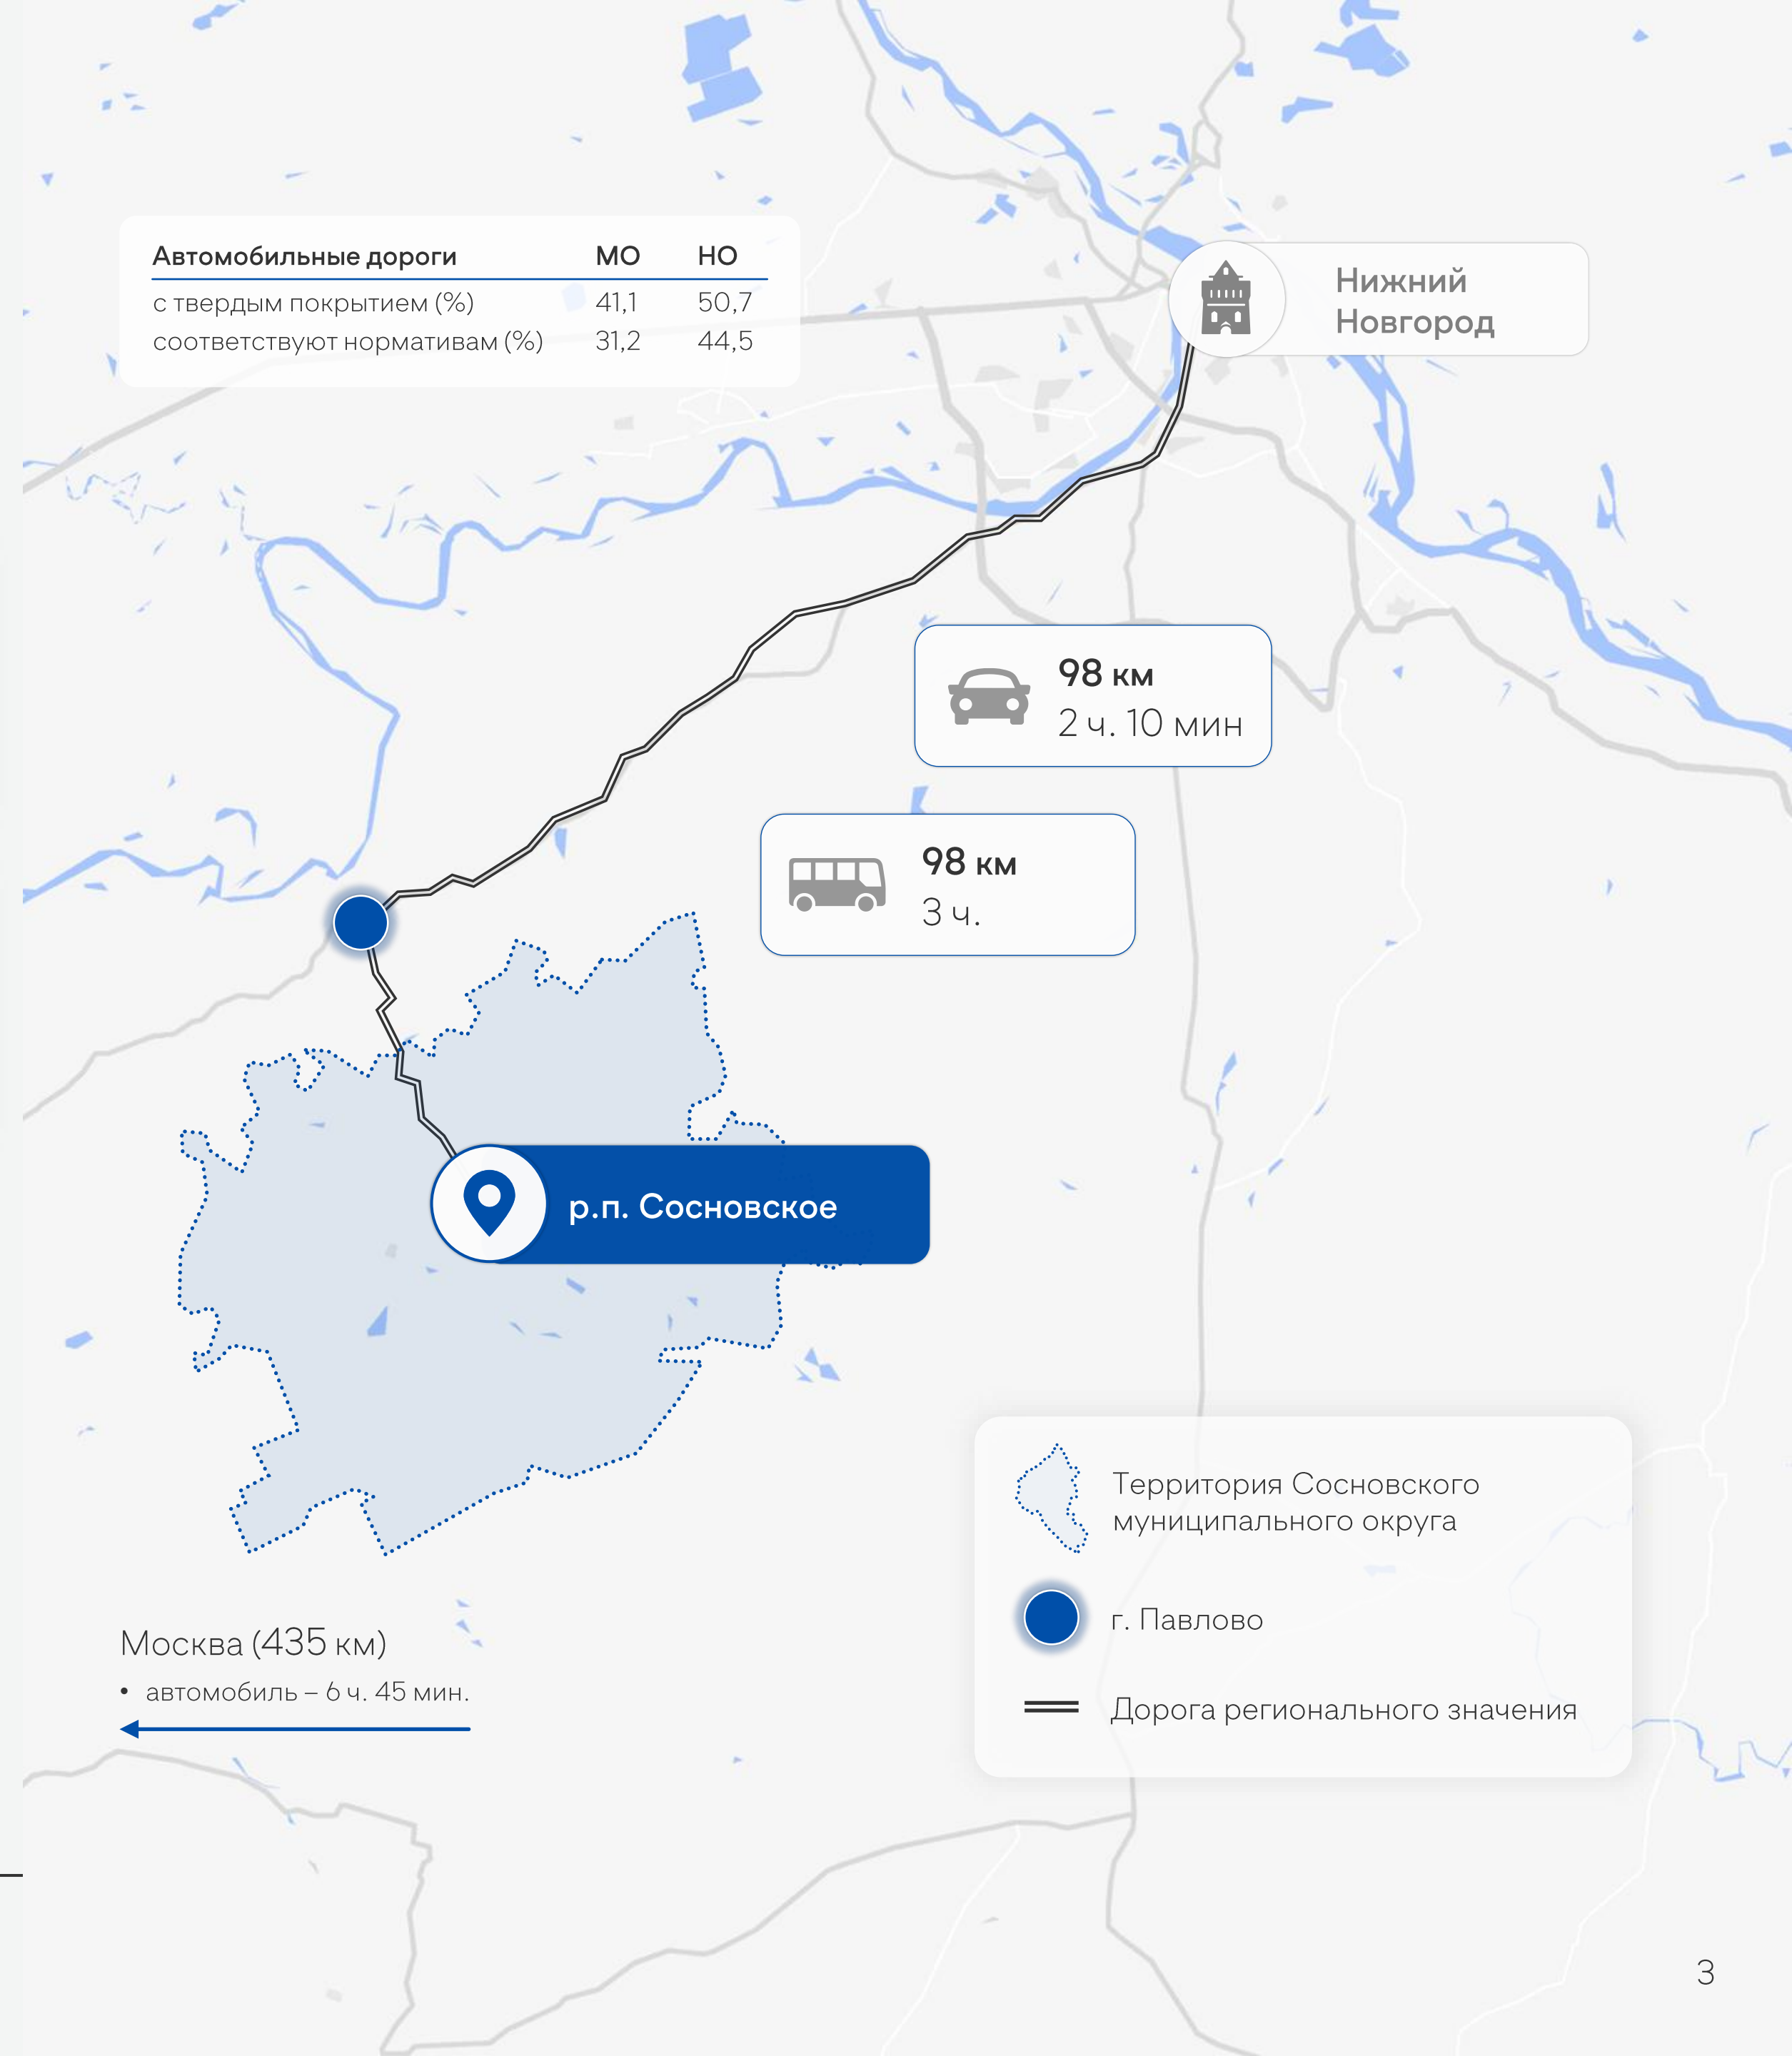 Автомобильные дороги МО НО
с твердым покрытием (%) 41,1 50,7
соответствуют нормативам (%) 31,2 44,5
Нижний
Новгород
98 км
2 ч. 10 мин
98 км
3 ч.
р.п. Сосновское
Территория Сосновского
муниципального округа
г. Павлово
Дорога регионального значения
Москва (435 км)
• автомобиль – 6 ч. 45 мин.
3